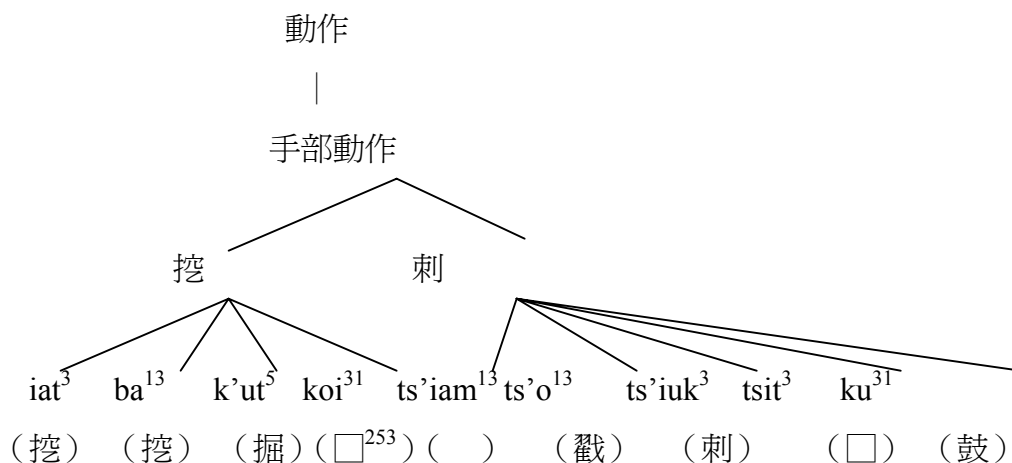 動作
手部動作
挖 刺
iat³ ba¹³ k’ut⁵ koi³¹ ts’iam¹³ ts’o¹³ ts’iuk³ tsit³ ku³¹
（挖）（挖）（掘）（□²⁵³）（ ）（戳）（刺）（□）（鼓）